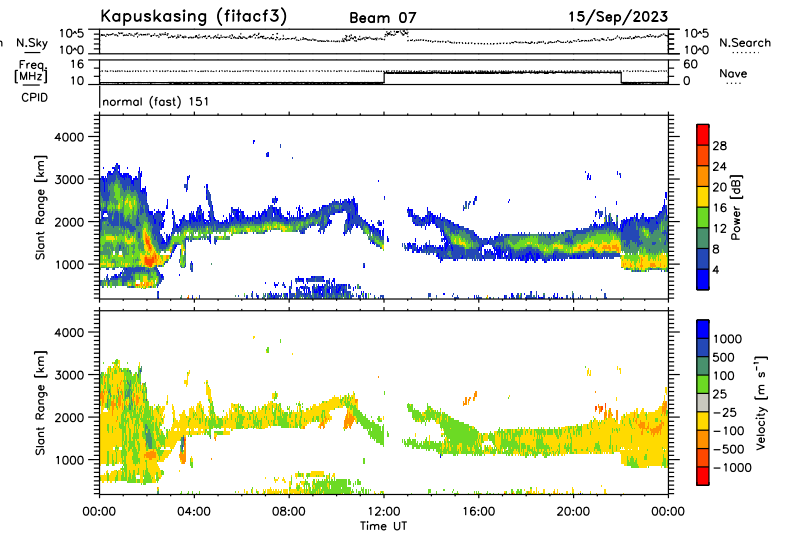 Kapuskasing (fitacf3) Beam 07 15/Sep/2023
N.Sky 10^5 10^5 N.Search
10^0 10^0
Freq. 16 60 Nave
[MHz] 10 0
CPID normal (fast) 151
4000
3000
2000
1000
Slant Range [km]
28
24
20
16
12
8
4
Power [dB]
4000
3000
2000
1000
Slant Range [km]
1000
500
100
25
-25
-100
-500
-1000
Velocity [m s⁻¹]
00:00 04:00 08:00 12:00 16:00 20:00 00:00
Time UT